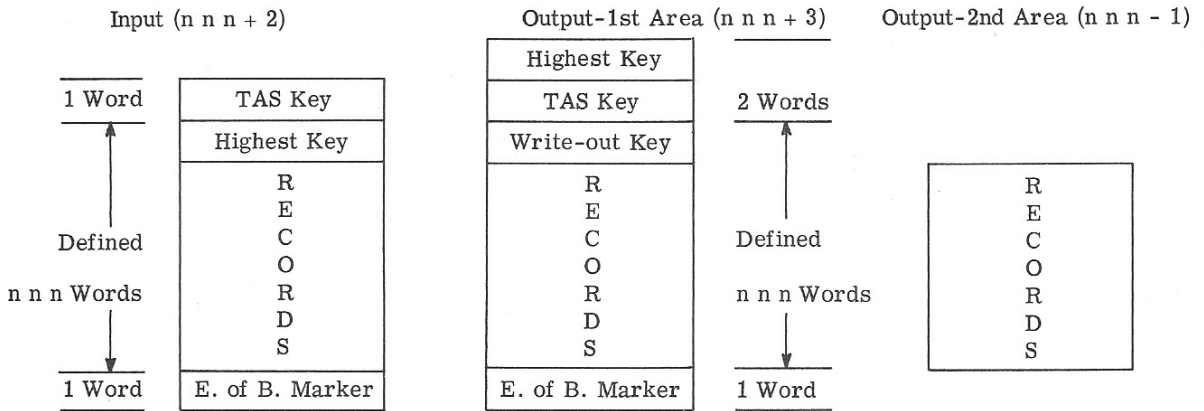 Input (n n n + 2)
Output-1st Area (n n n + 3)
Output-2nd Area (n n n - 1)
1 Word
Defined
n n n Words
1 Word
TAS Key
Highest Key
R
E
C
O
R
D
S
E. of B. Marker
Highest Key
TAS Key
Write-out Key
R
E
C
O
R
D
S
E. of B. Marker
2 Words
Defined
n n n Words
1 Word
R
E
C
O
R
D
S